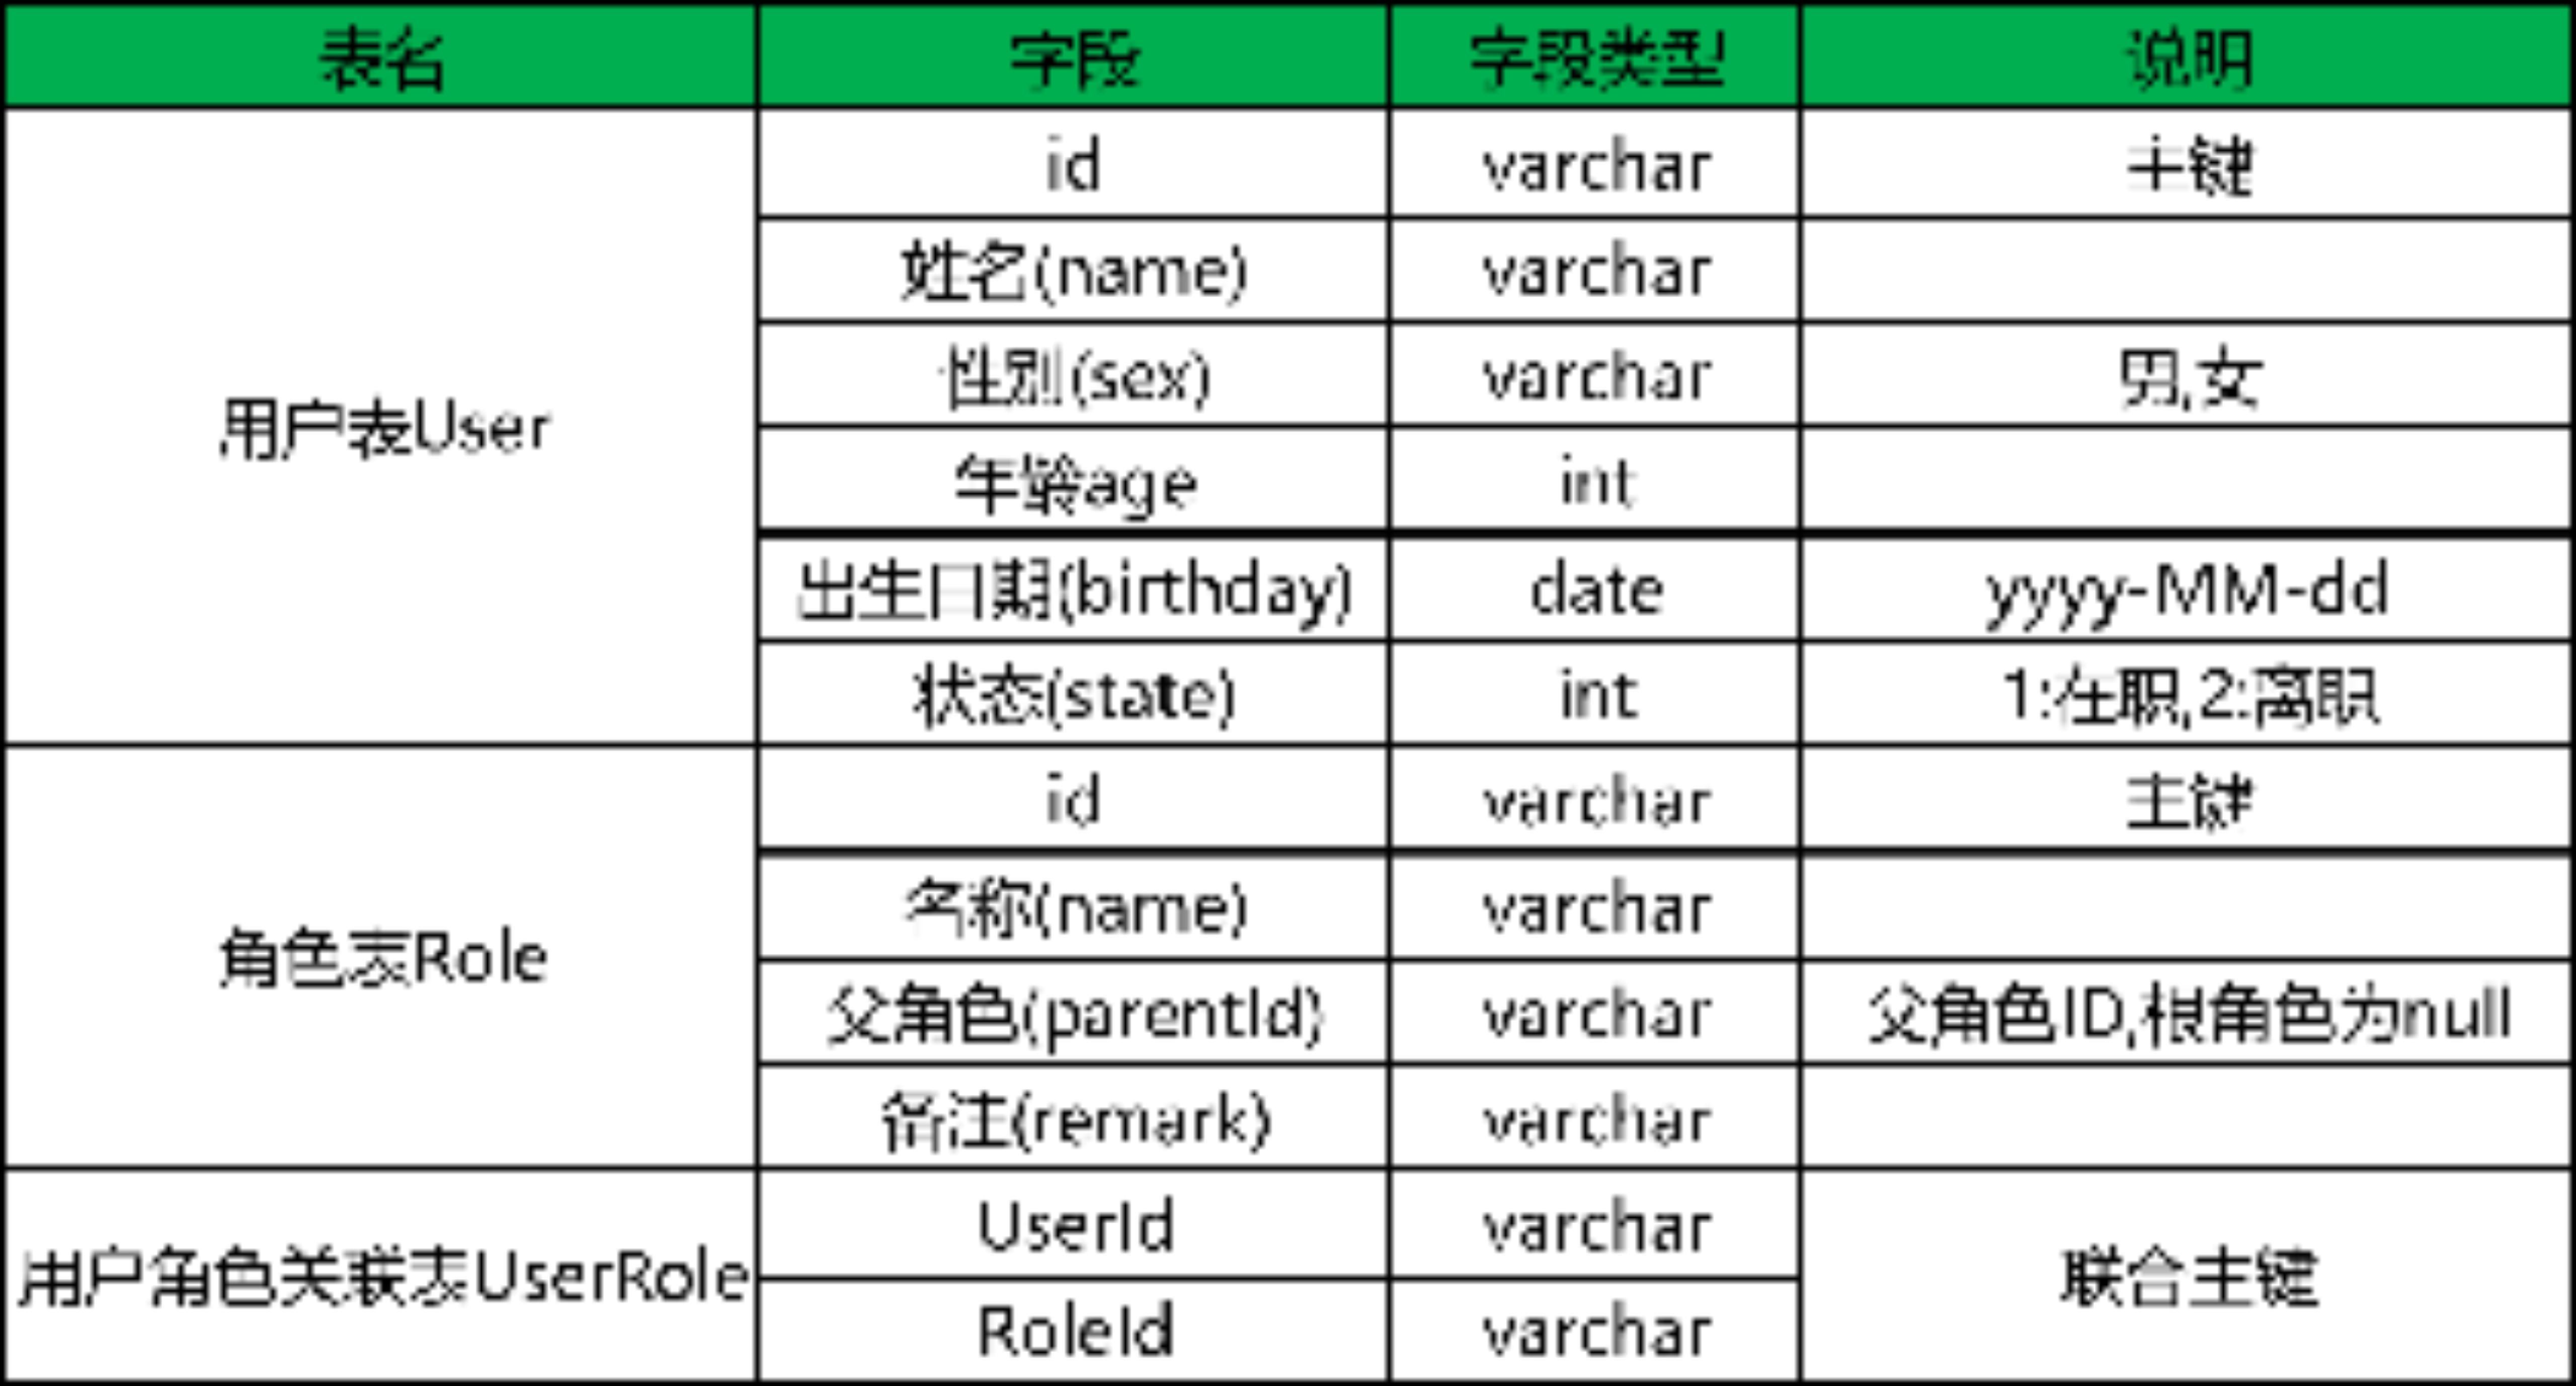 表名 字段 字段类型 说明
用户表User
id varchar 主键
姓名(name) varchar
性别(sex) varchar 男,女
年龄age int
出生日期(birthday) date yyyy-MM-dd
状态(state) int 1:在职,2:离职
角色表Role
id varchar 主键
名称(name) varchar
父角色(parentId) varchar 父角色ID,根角色为null
备注(remark) varchar
用户角色关联表UserRole
UserId varchar 联合主键
RoleId varchar